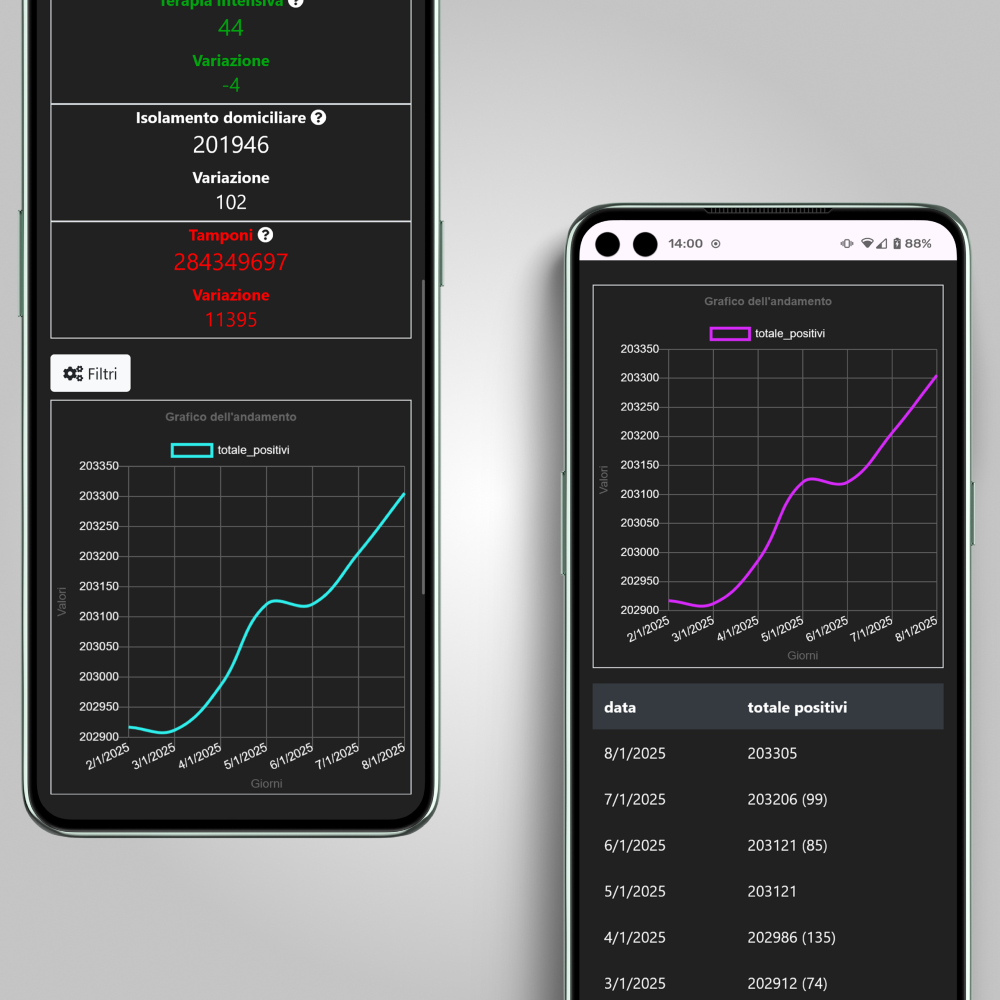 Terapia intensiva ?
44
Variazione
-4
Isolamento domiciliare ?
201946
Variazione
102
Tamponi ?
284349697
Variazione
11395
Filtri
Grafico dell'andamento
totale_positivi
203350
203300
203250
203200
203150
203100
203050
203000
202950
202900
Valori
2/1/2025
3/1/2025
4/1/2025
5/1/2025
6/1/2025
7/1/2025
8/1/2025
Giorni
14:00
88%
Grafico dell'andamento
totale_positivi
203350
203300
203250
203200
203150
203100
203050
203000
202950
202900
Valori
2/1/2025
3/1/2025
4/1/2025
5/1/2025
6/1/2025
7/1/2025
8/1/2025
Giorni
data totale positivi
8/1/2025 203305
7/1/2025 203206 (99)
6/1/2025 203121 (85)
5/1/2025 203121
4/1/2025 202986 (135)
3/1/2025 202912 (74)